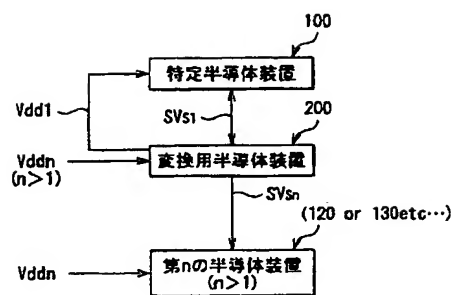 100
特定半導体装置
Vdd1
SVs1
200
Vddn
(n>1)
変換用半導体装置
SVsn
(120 or 130etc…)
Vddn
第nの半導体装置
(n>1)